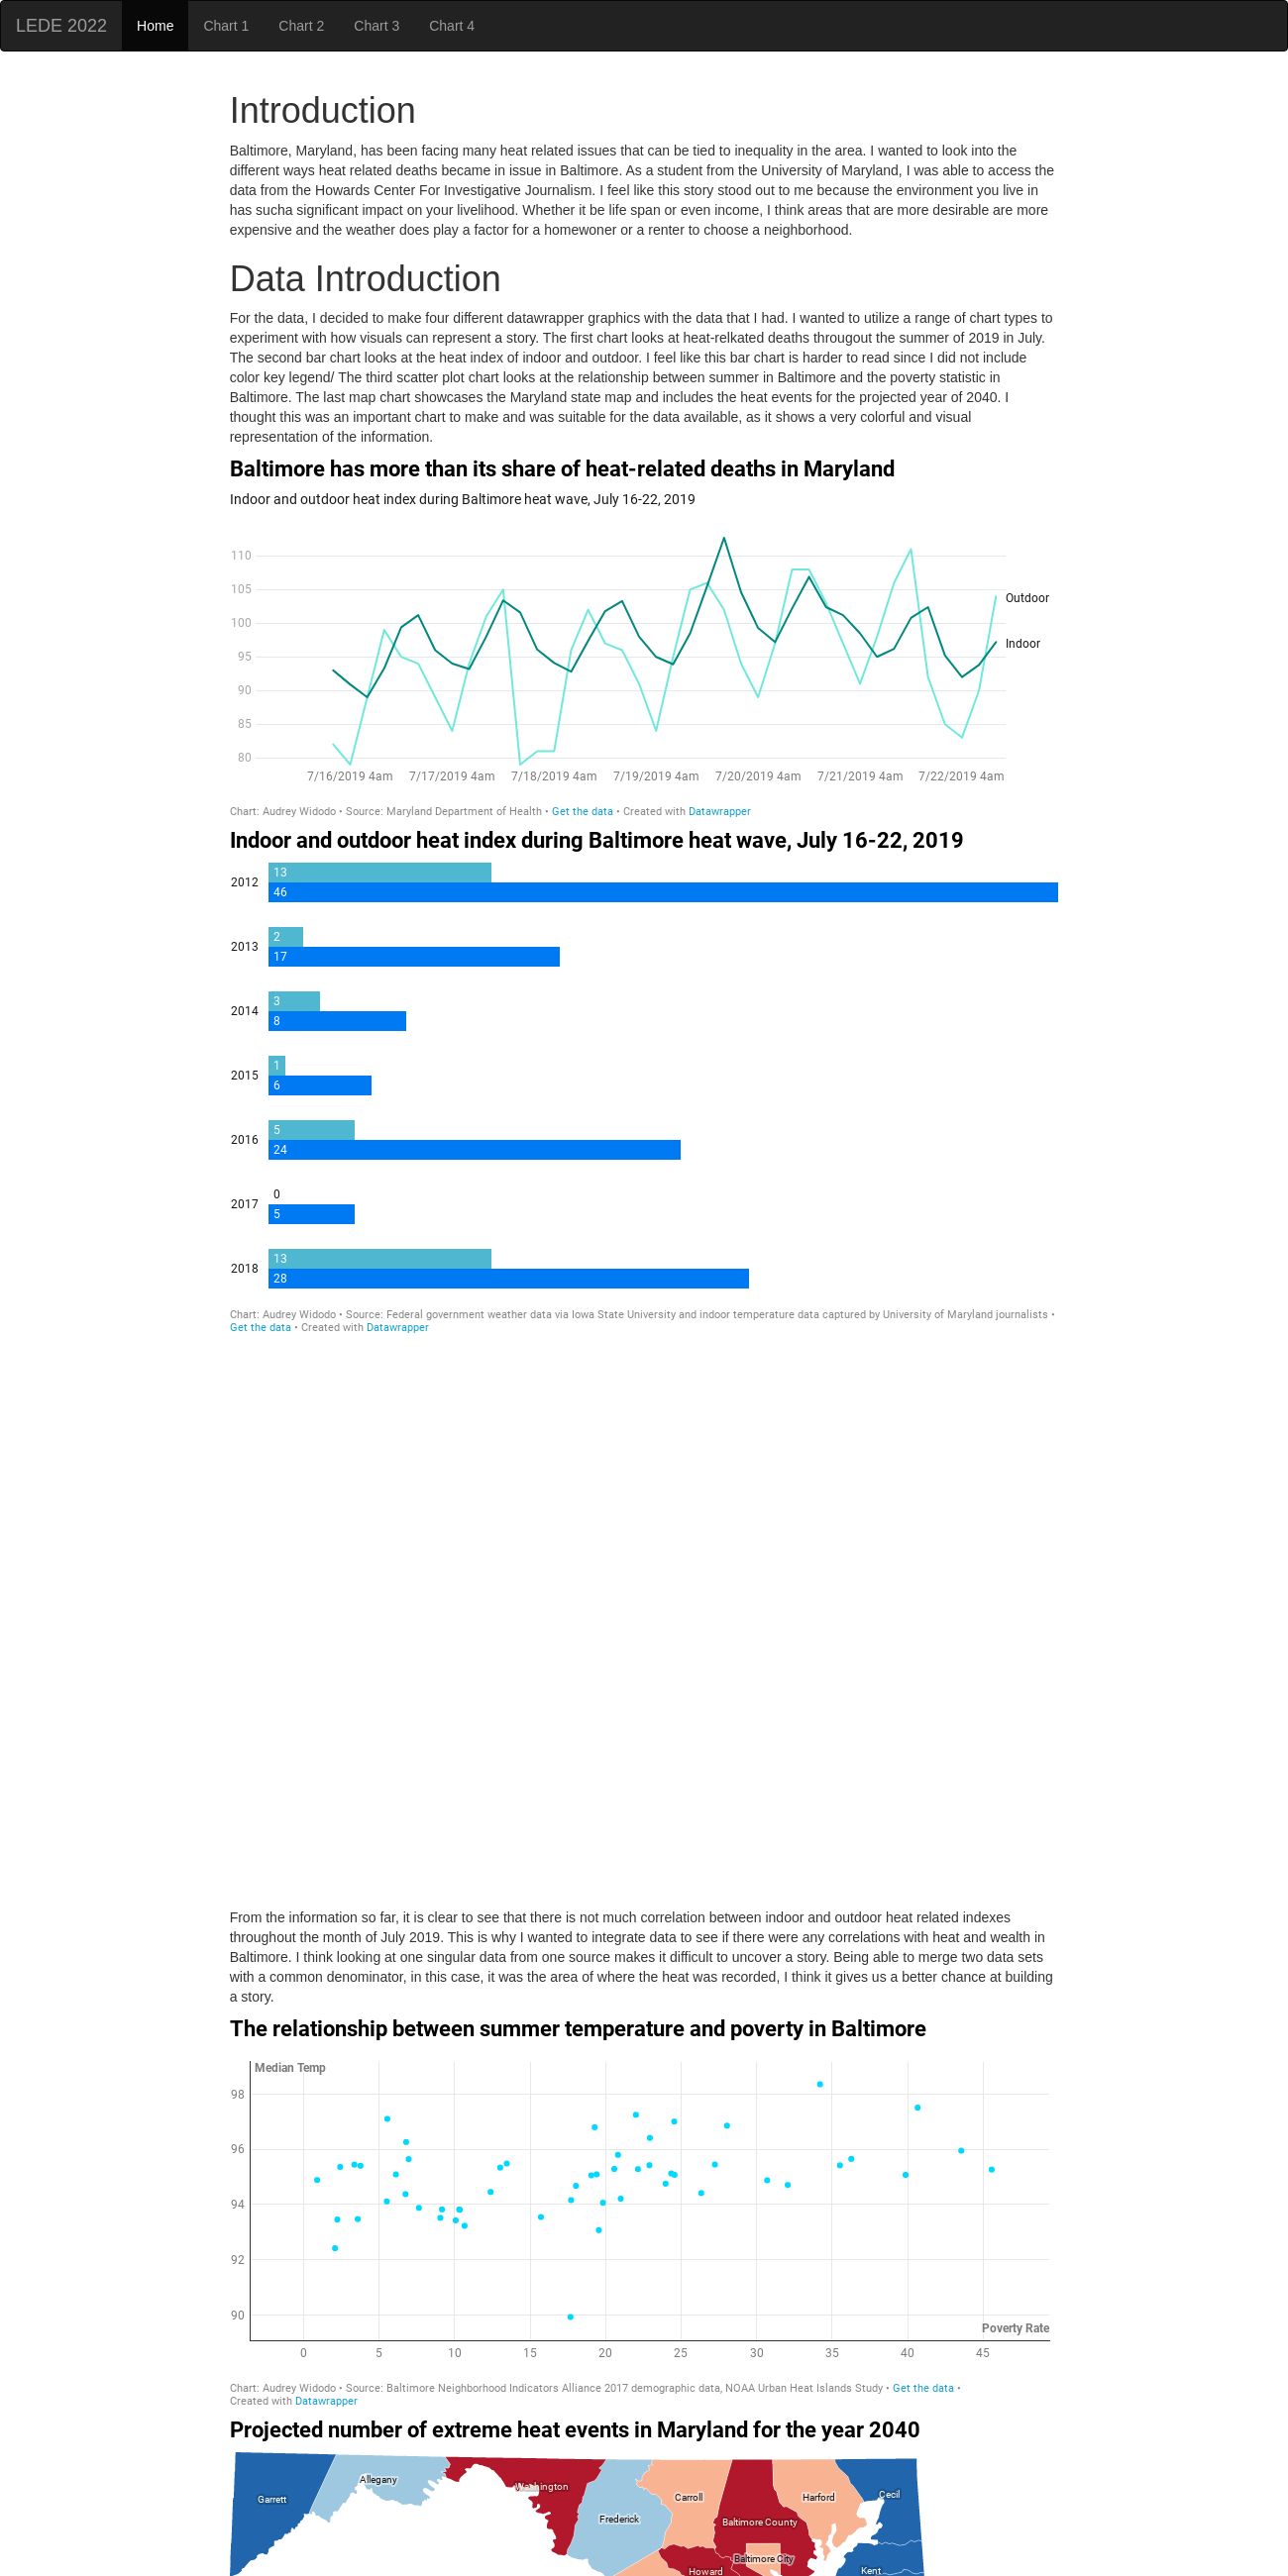 LEDE 2022 Home Chart 1 Chart 2 Chart 3 Chart 4
Introduction
Baltimore, Maryland, has been facing many heat related issues that can be tied to inequality in the area. I wanted to look into the
different ways heat related deaths became in issue in Baltimore. As a student from the University of Maryland, I was able to access the
data from the Howards Center For Investigative Journalism. I feel like this story stood out to me because the environment you live in
has sucha significant impact on your livelihood. Whether it be life span or even income, I think areas that are more desirable are more
expensive and the weather does play a factor for a homewoner or a renter to choose a neighborhood.
Data Introduction
For the data, I decided to make four different datawrapper graphics with the data that I had. I wanted to utilize a range of chart types to
experiment with how visuals can represent a story. The first chart looks at heat-relkated deaths througout the summer of 2019 in July.
The second bar chart looks at the heat index of indoor and outdoor. I feel like this bar chart is harder to read since I did not include
color key legend/ The third scatter plot chart looks at the relationship between summer in Baltimore and the poverty statistic in
Baltimore. The last map chart showcases the Maryland state map and includes the heat events for the projected year of 2040. I
thought this was an important chart to make and was suitable for the data available, as it shows a very colorful and visual
representation of the information.
Baltimore has more than its share of heat-related deaths in Maryland
Indoor and outdoor heat index during Baltimore heat wave, July 16-22, 2019
110
105
Outdoor
100
Indoor
95
90
85
80
7/16/2019 4am 7/17/2019 4am 7/18/2019 4am 7/19/2019 4am 7/20/2019 4am 7/21/2019 4am 7/22/2019 4am
Chart: Audrey Widodo • Source: Maryland Department of Health • Get the data • Created with Datawrapper
Indoor and outdoor heat index during Baltimore heat wave, July 16-22, 2019
2012
13
46
2013
2
17
2014
3
8
2015
1
6
2016
5
24
2017
0
5
2018
13
28
Chart: Audrey Widodo • Source: Federal government weather data via Iowa State University and indoor temperature data captured by University of Maryland journalists •
Get the data • Created with Datawrapper
From the information so far, it is clear to see that there is not much correlation between indoor and outdoor heat related indexes
throughout the month of July 2019. This is why I wanted to integrate data to see if there were any correlations with heat and wealth in
Baltimore. I think looking at one singular data from one source makes it difficult to uncover a story. Being able to merge two data sets
with a common denominator, in this case, it was the area of where the heat was recorded, I think it gives us a better chance at building
a story.
The relationship between summer temperature and poverty in Baltimore
Median Temp
98
96
94
92
90
Poverty Rate
0 5 10 15 20 25 30 35 40 45
Chart: Audrey Widodo • Source: Baltimore Neighborhood Indicators Alliance 2017 demographic data, NOAA Urban Heat Islands Study • Get the data •
Created with Datawrapper
Projected number of extreme heat events in Maryland for the year 2040
Garrett
Allegany
Washington
Frederick
Carroll
Baltimore County
Harford
Cecil
Baltimore City
Howard
Kent